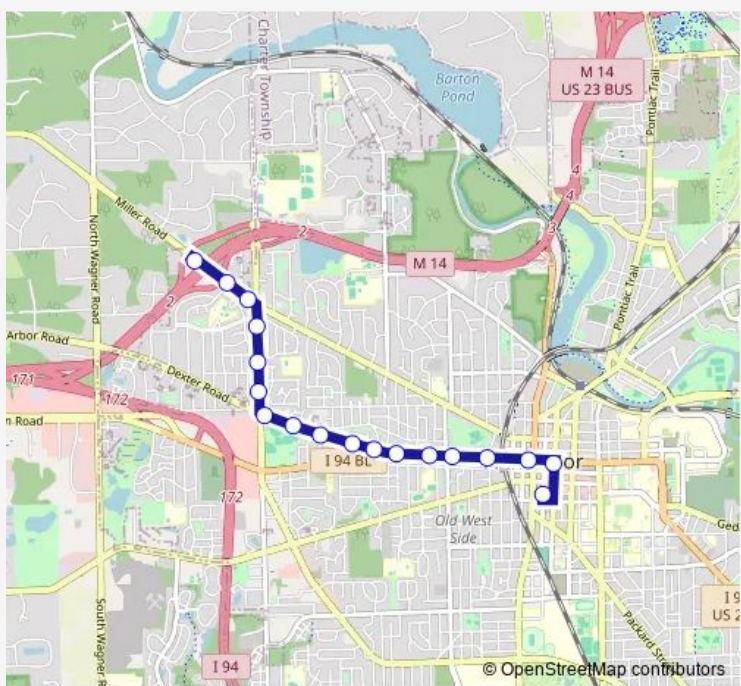 Charter Township
Barton
Pond
M 14
US 23 BUS
Pontiac Trail
4
4
3
Miller Road
2
M 14
North Wagner Road
2
Pontiac Trail
Arbor Road
171
Dexter Road
172
n Road
I 94 BL
or
172
Old West
Side
Ged
I 9
US 2
South Wagner R
Packard St
I 94
© OpenStreetMap contributors